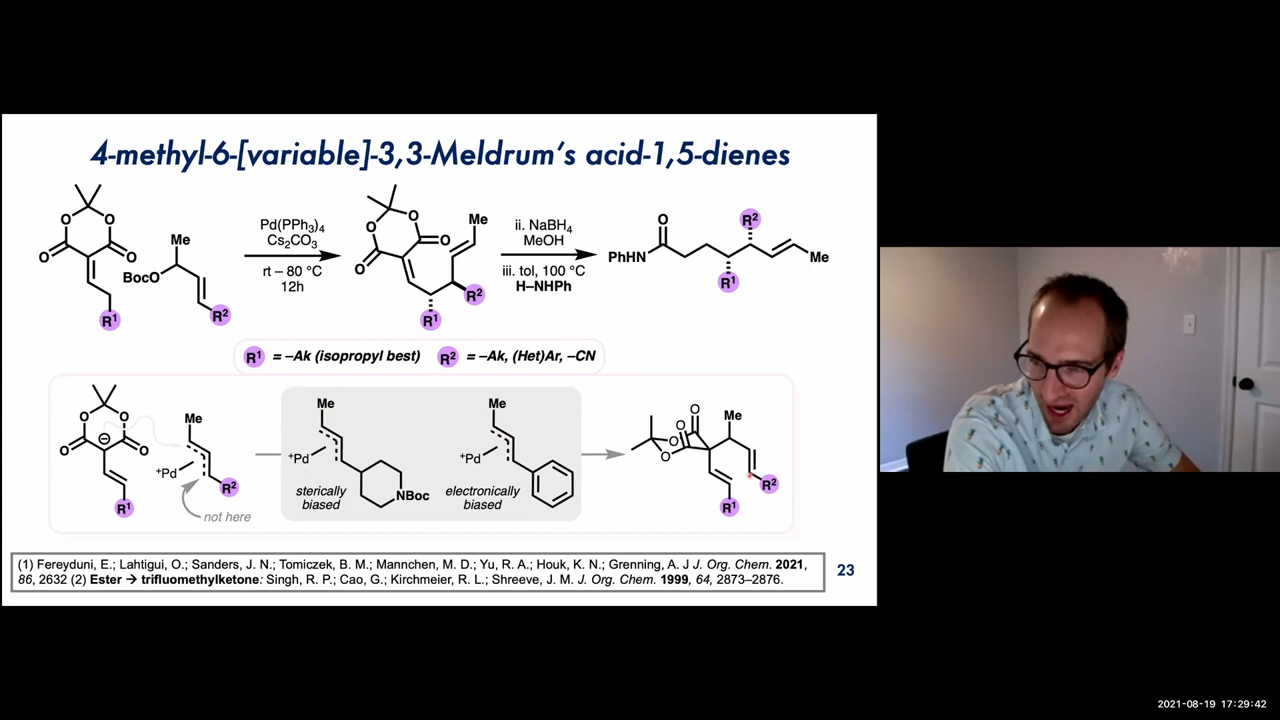 4-methyl-6-[variable]-3,3-Meldrum's acid-1,5-dienes
O
O
O
O
R1
Me
BocO
R2
Pd(PPh3)4
Cs2CO3
rt – 80 °C
12h
O
O
O
O
Me
R2
R1
ii. NaBH4
MeOH
iii. tol, 100 °C
H–NHPh
O
PhHN
R2
R1
Me
R1 = –Ak (isopropyl best) R2 = –Ak, (Het)Ar, –CN
O
O
O
O
⊖
R1
Me
+Pd
R2
not here
Me
+Pd
NBoc
sterically
biased
Me
+Pd
electronically
biased
O
O
O
O
Me
R2
R1
(1) Fereyduni, E.; Lahtigui, O.; Sanders, J. N.; Tomiczek, B. M.; Mannchen, M. D.; Yu, R. A.; Houk, K. N.; Grenning, A. J J. Org. Chem. 2021,
86, 2632 (2) Ester → trifluomethylketone: Singh, R. P.; Cao, G.; Kirchmeier, R. L.; Shreeve, J. M. J. Org. Chem. 1999, 64, 2873–2876.
23
2021-08-19 17:29:42